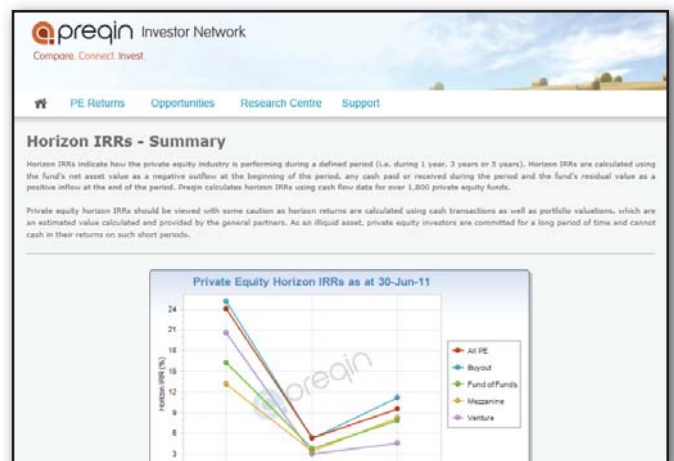 preqin Investor Network
Compare. Connect. Invest.
PE Returns Opportunities Research Centre Support
Horizon IRRs - Summary
Horizon IRRs indicate how the private equity industry is performing during a defined period (i.e. during 1 year, 3 years or 5 years). Horizon IRRs are calculated using
the fund's net asset value as a negative outflow at the beginning of the period, any cash paid or received during the period and the fund's residual value as a
positive inflow at the end of the period. Preqin calculates horizon IRRs using cash flow data for over 1,800 private equity funds.
Private equity horizon IRRs should be viewed with some caution as horizon returns are calculated using cash transactions as well as portfolio valuations, which are
an estimated value calculated and provided by the general partners. As an illiquid asset, private equity investors are committed for a long period of time and cannot
cash in their returns on such short periods.
Private Equity Horizon IRRs as at 30-Jun-11
24
21
18
15
12
9
6
3
Horizon IRR (%)
preqin
All PE
Buyout
Fund of Funds
Mezzanine
Venture